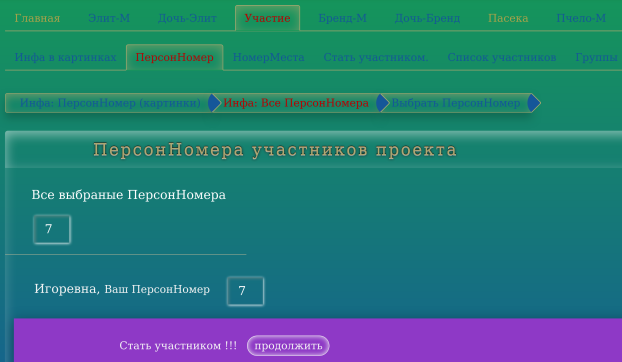 Главная Элит-М Дочь-Элит Участие Бренд-М Дочь-Бренд Пасека Пчело-М
Инфа в картинках ПерсонНомер НомерМеста Стать участником. Список участников Группы
Инфа: ПерсонНомер (картинки) Инфа: Все ПерсонНомера Выбрать ПерсонНомер
ПерсонНомера участников проекта
Все выбраные ПерсонНомера
7
Игоревна, Ваш ПерсонНомер 7
Стать участником !!! продолжить